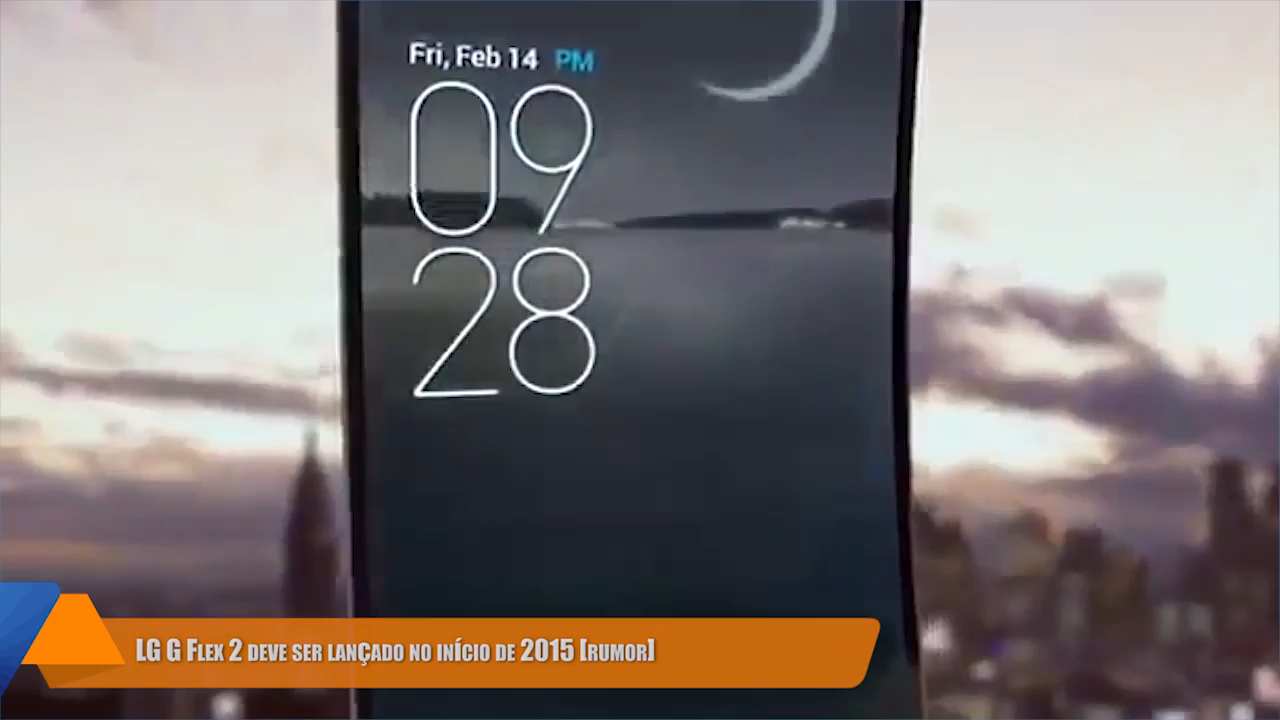 Fri, Feb 14 PM
09
28
LG G FLEX 2 DEVE SER LANÇADO NO INÍCIO DE 2015 [RUMOR]